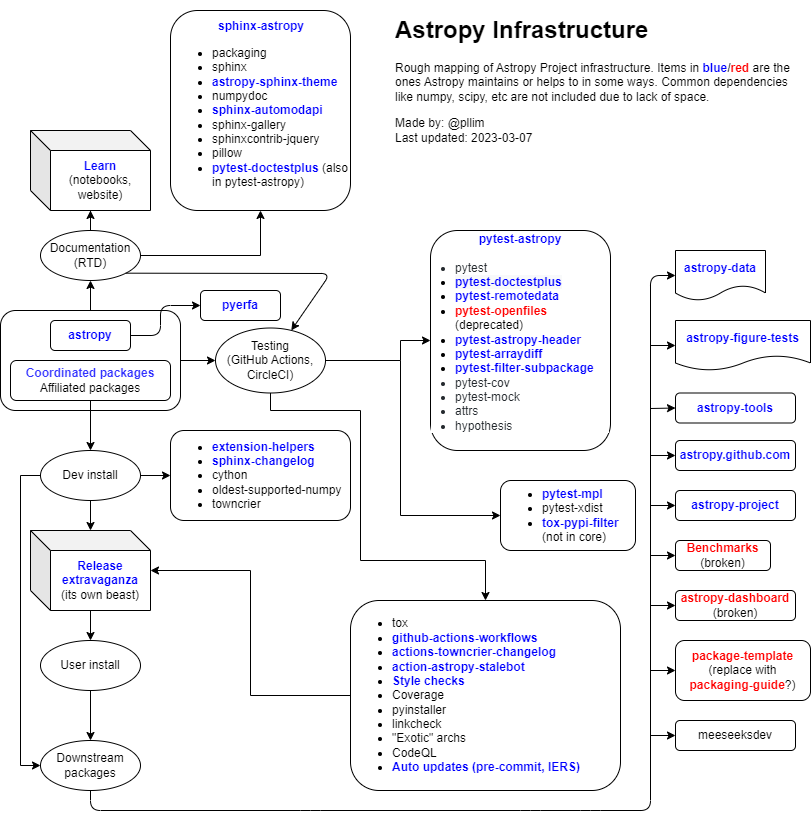 Astropy Infrastructure
Rough mapping of Astropy Project infrastructure. Items in blue/red are the
ones Astropy maintains or helps to in some ways. Common dependencies
like numpy, scipy, etc are not included due to lack of space.
Made by: @pllim
Last updated: 2023-03-07
sphinx-astropy
packaging
sphinx
astropy-sphinx-theme
numpydoc
sphinx-automodapi
sphinx-gallery
sphinxcontrib-jquery
pillow
pytest-doctestplus (also
in pytest-astropy)
Learn
(notebooks,
website)
Documentation
(RTD)
pyerfa
astropy
Coordinated packages
Affiliated packages
Testing
(GitHub Actions,
CircleCI)
pytest-astropy
pytest
pytest-doctestplus
pytest-remotedata
pytest-openfiles
(deprecated)
pytest-astropy-header
pytest-arraydiff
pytest-filter-subpackage
pytest-cov
pytest-mock
attrs
hypothesis
Dev install
extension-helpers
sphinx-changelog
cython
oldest-supported-numpy
towncrier
pytest-mpl
pytest-xdist
tox-pypi-filter
(not in core)
Release
extravaganza
(its own beast)
User install
Downstream
packages
tox
github-actions-workflows
actions-towncrier-changelog
action-astropy-stalebot
Style checks
Coverage
pyinstaller
linkcheck
"Exotic" archs
CodeQL
Auto updates (pre-commit, IERS)
astropy-data
astropy-figure-tests
astropy-tools
astropy.github.com
astropy-project
Benchmarks
(broken)
astropy-dashboard
(broken)
package-template
(replace with
packaging-guide?)
meeseeksdev